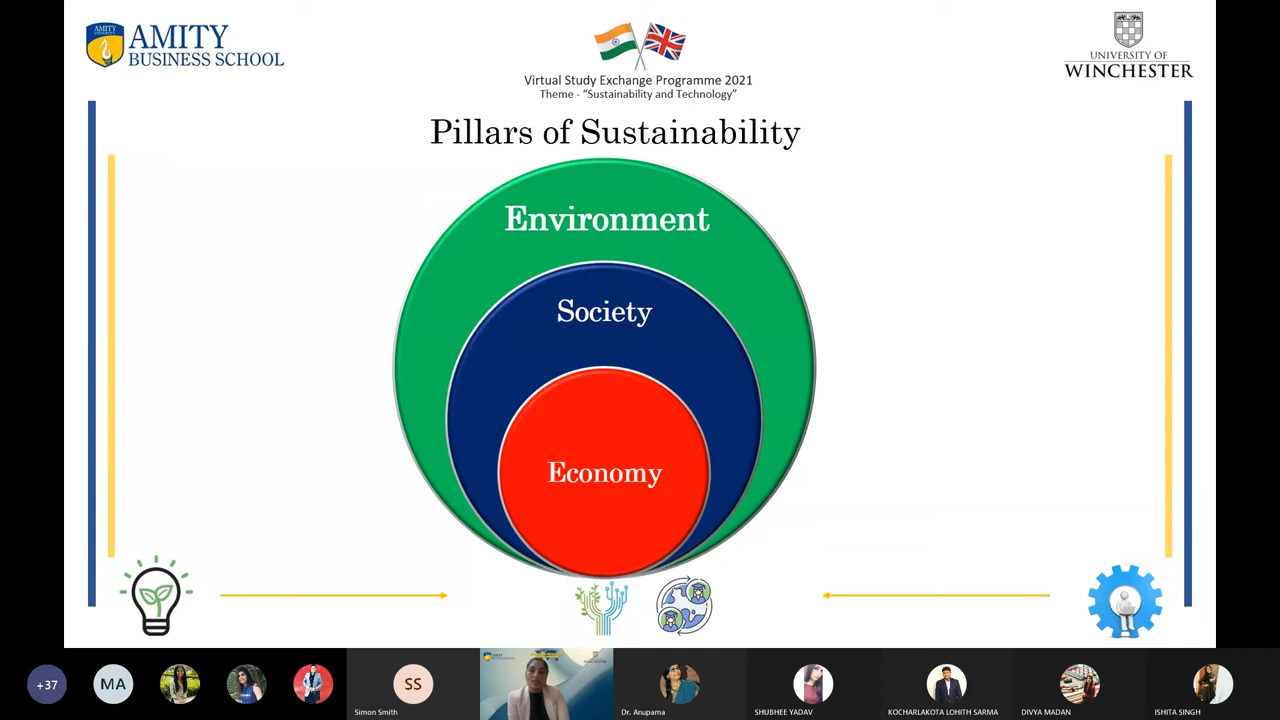 AMITY
BUSINESS SCHOOL
Virtual Study Exchange Programme 2021
Theme - “Sustainability and Technology”
UNIVERSITY OF
WINCHESTER
Pillars of Sustainability
Environment
Society
Economy
+37
MA
SS
Simon Smith
Dr. Anupama
SHUBHEE YADAV
KOCHARLAKOTA LOHITH SARMA
DIVYA MADAN
ISHITA SINGH